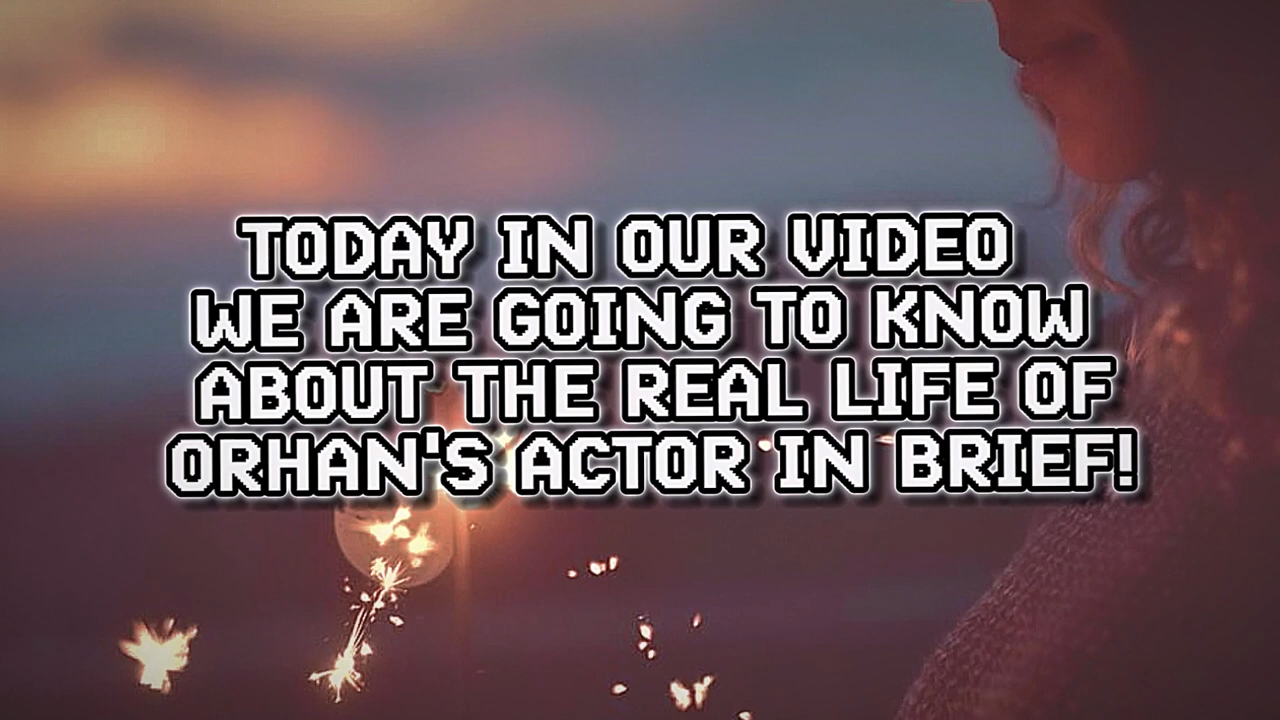 TODAY IN OUR VIDEO
WE ARE GOING TO KNOW
ABOUT THE REAL LIFE OF
ORHAN'S ACTOR IN BRIEF!